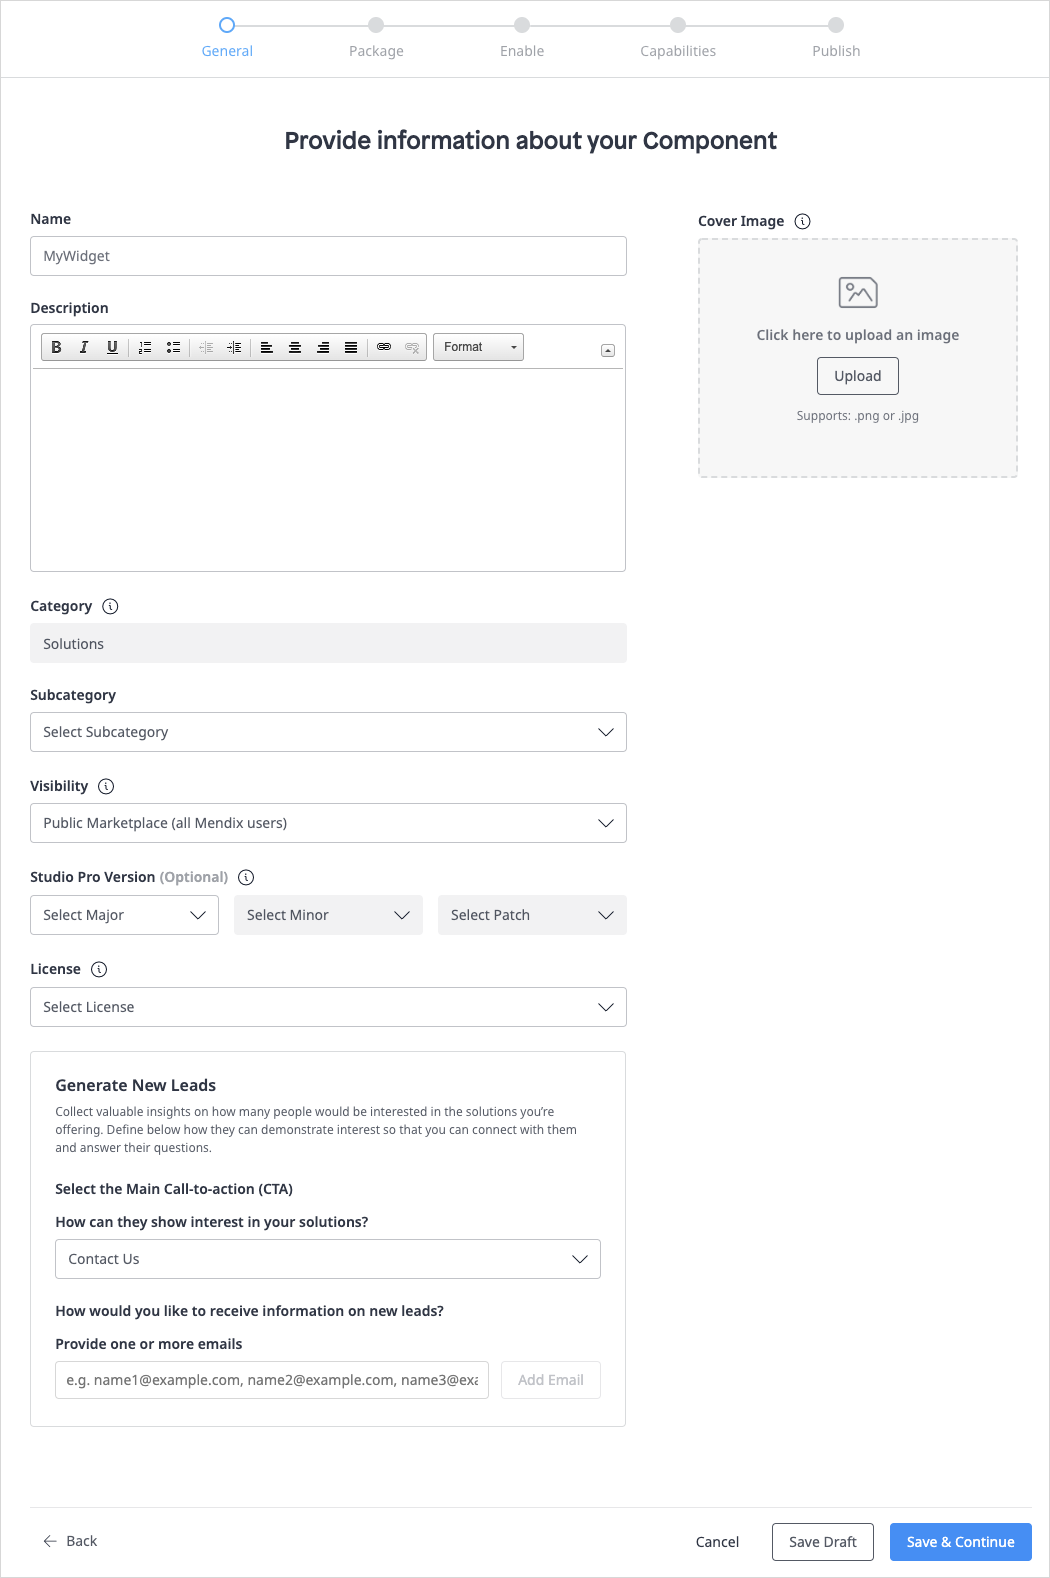 General
Package
Enable
Capabilities
Publish
Provide information about your Component
Name
MyWidget
Description
B I U
Format
Category
Solutions
Subcategory
Select Subcategory
Visibility
Public Marketplace (all Mendix users)
Studio Pro Version (Optional)
Select Major
Select Minor
Select Patch
License
Select License
Generate New Leads
Collect valuable insights on how many people would be interested in the solutions you’re
offering. Define below how they can demonstrate interest so that you can connect with them
and answer their questions.
Select the Main Call-to-action (CTA)
How can they show interest in your solutions?
Contact Us
How would you like to receive information on new leads?
Provide one or more emails
e.g. name1@example.com, name2@example.com, name3@exa
Add Email
Cover Image
Click here to upload an image
Upload
Supports: .png or .jpg
Back
Cancel
Save Draft
Save & Continue